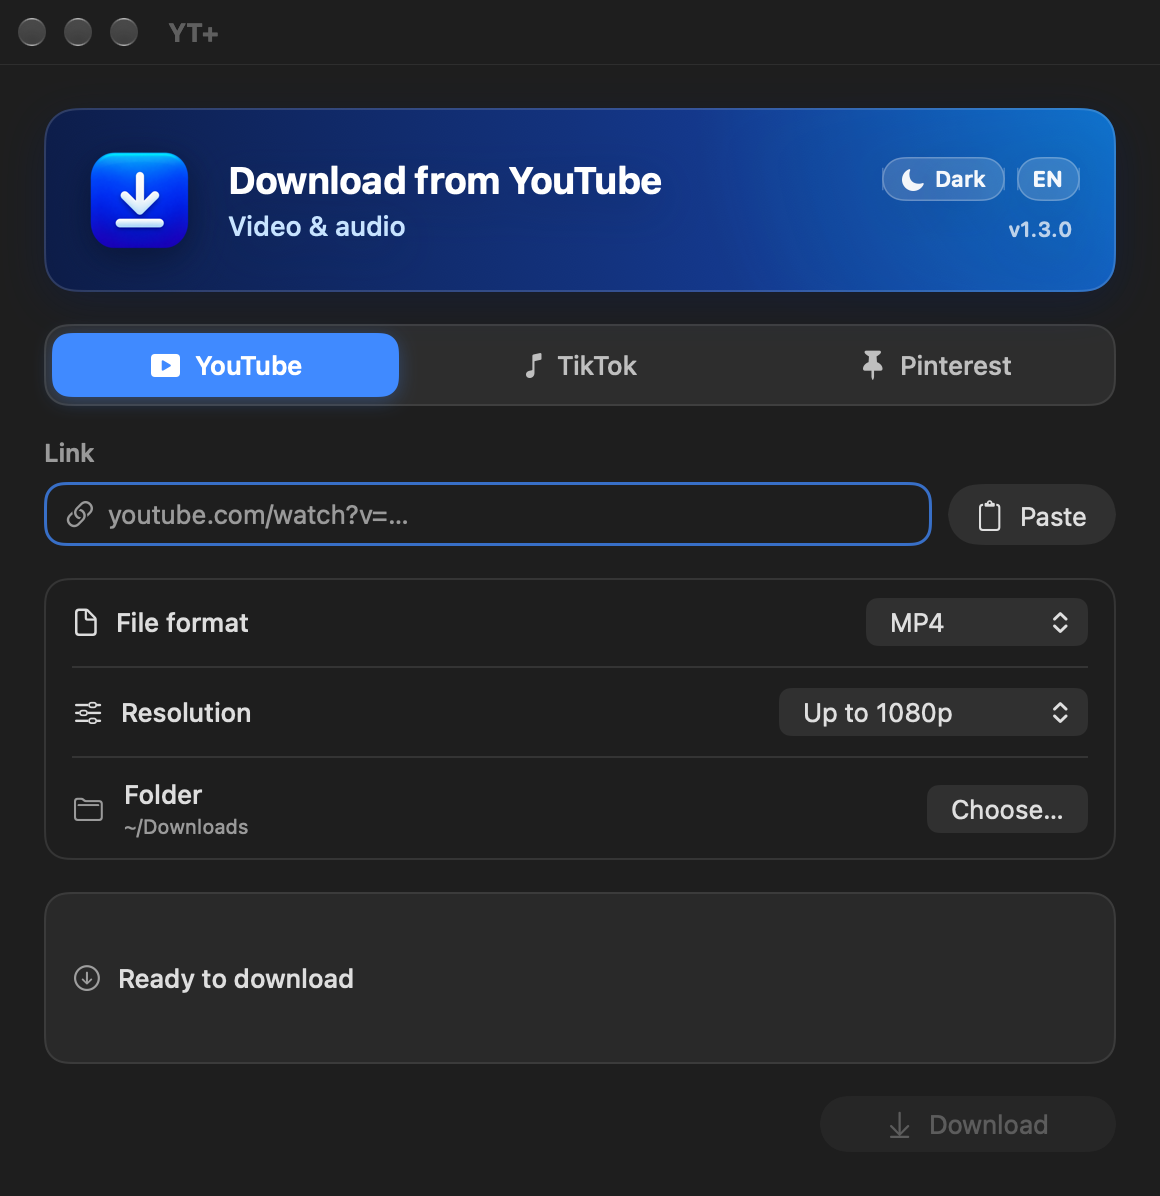 YT+
Download from YouTube
Video & audio
Dark
EN
v1.3.0
YouTube
TikTok
Pinterest
Link
youtube.com/watch?v=...
Paste
File format
MP4
Resolution
Up to 1080p
Folder
~/Downloads
Choose...
Ready to download
Download